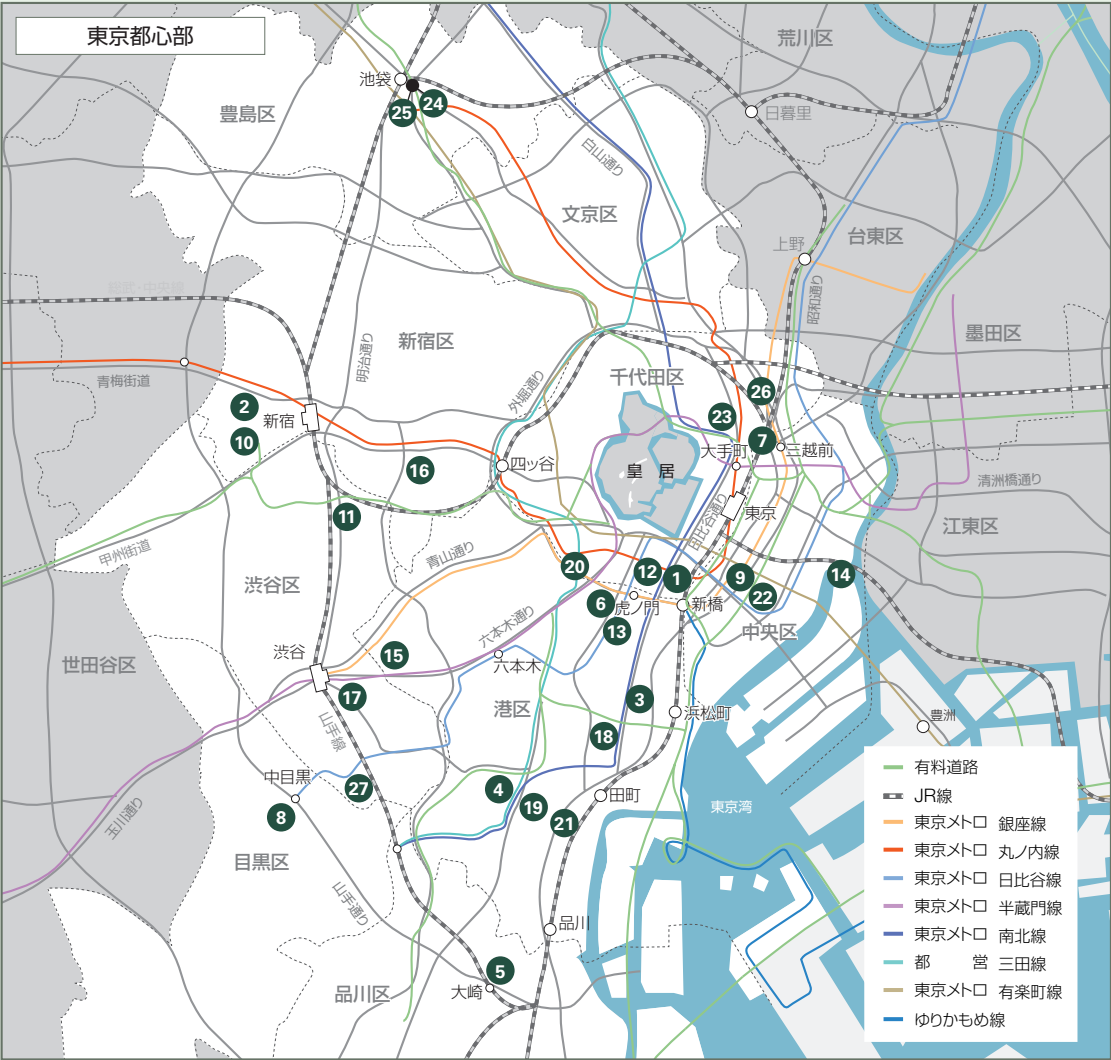 東京都心部
荒川区
池袋
24
25
豊島区
日暮里
白山通り
文京区
台東区
上野
昭和通り
総武・中央線
墨田区
新宿区
明治通り
青梅街道
千代田区
外堀通り
26
2
新宿
23
10
大手町
7
三越前
16
四ッ谷
皇 居
清洲橋通り
11
日比谷通り
東京
江東区
甲州街道
青山通り
渋谷区
20
12
1
9
14
22
6
虎ノ門
新橋
13
中央区
六本木通り
15
渋谷
世田谷区
六本木
17
3
港区
浜松町
山手線
18
豊洲
中目黒
27
4
19
田町
8
21
東京湾
玉川通り
目黒区
山手通り
品川
5
大崎
品川区
有料道路
JR線
東京メトロ 銀座線
東京メトロ 丸ノ内線
東京メトロ 日比谷線
東京メトロ 半蔵門線
東京メトロ 南北線
都 営 三田線
東京メトロ 有楽町線
ゆりかもめ線